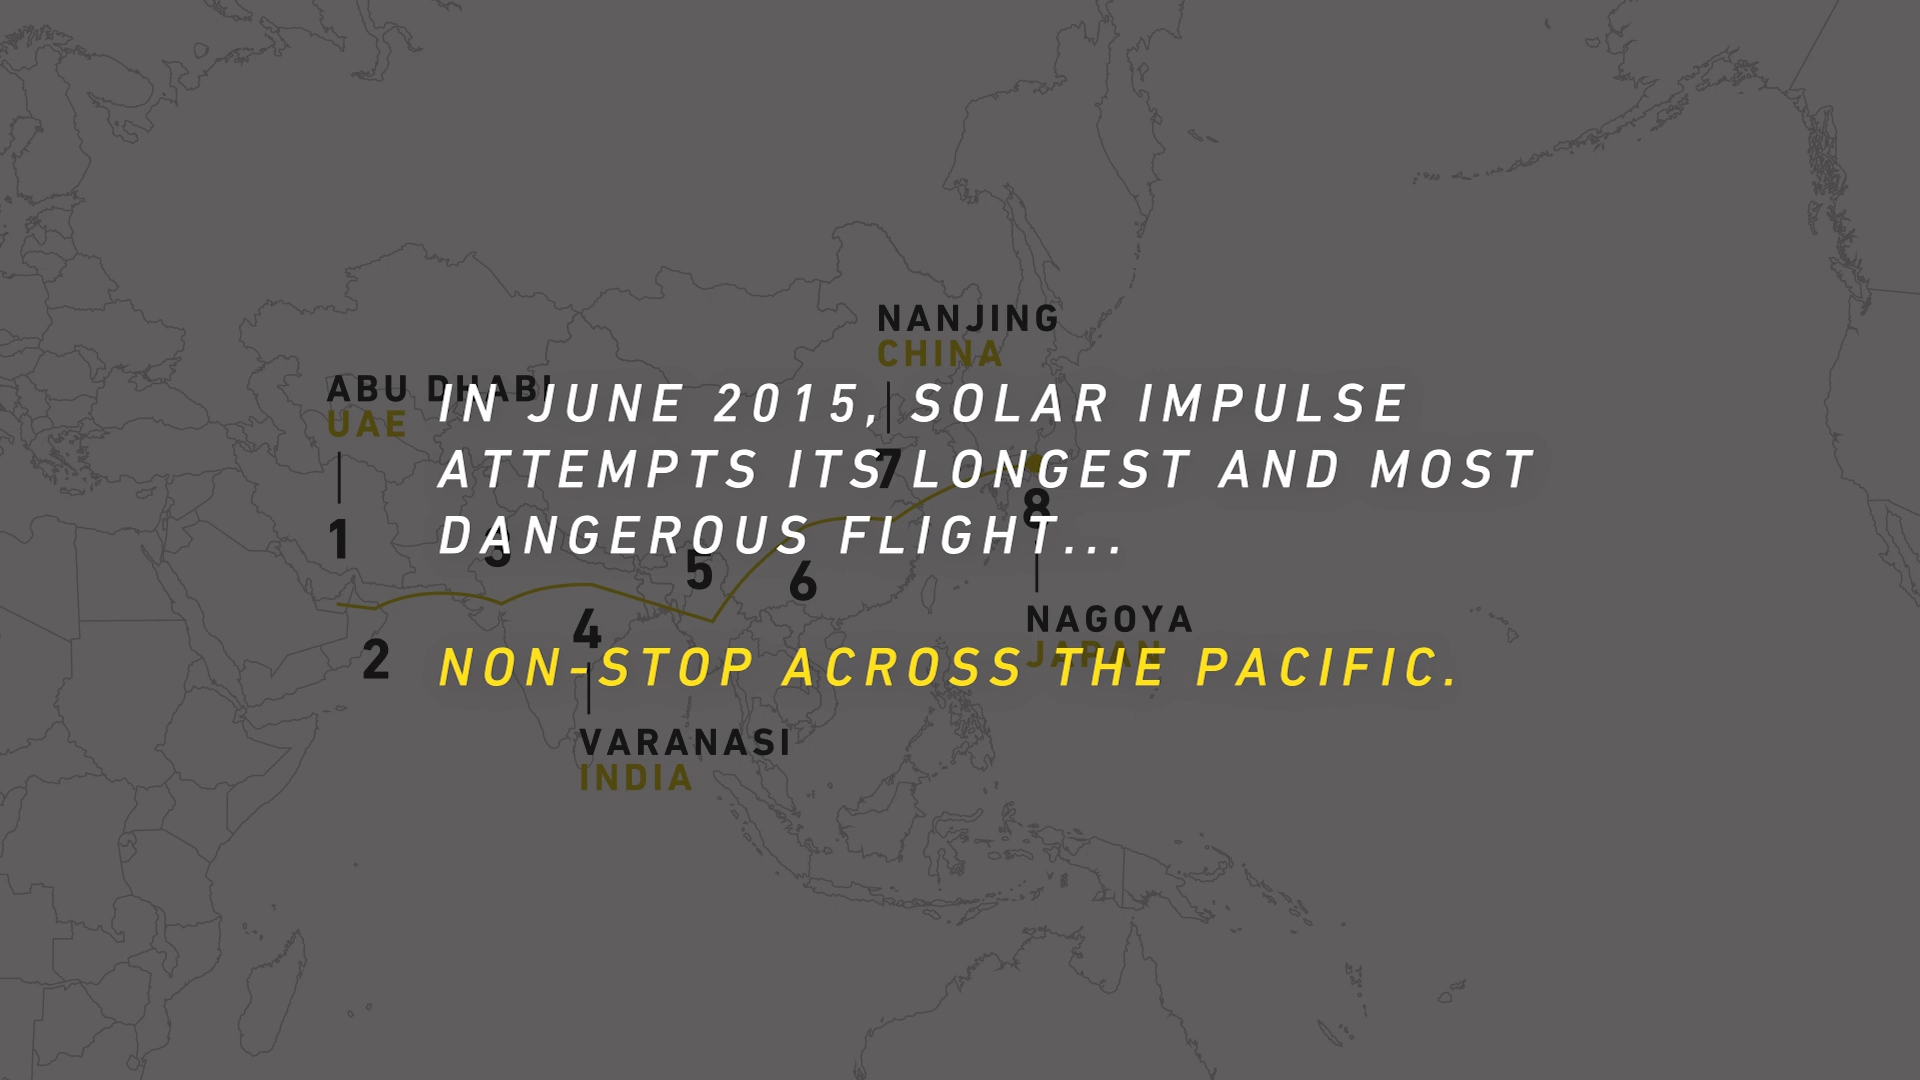 NANJING
CHINA
ABU DHABI
UAE
IN JUNE 2015, SOLAR IMPULSE
ATTEMPTS ITS LONGEST AND MOST
DANGEROUS FLIGHT...
7
8
1
3
5
6
NAGOYA
JAPAN
4
2
NON-STOP ACROSS THE PACIFIC.
VARANASI
INDIA